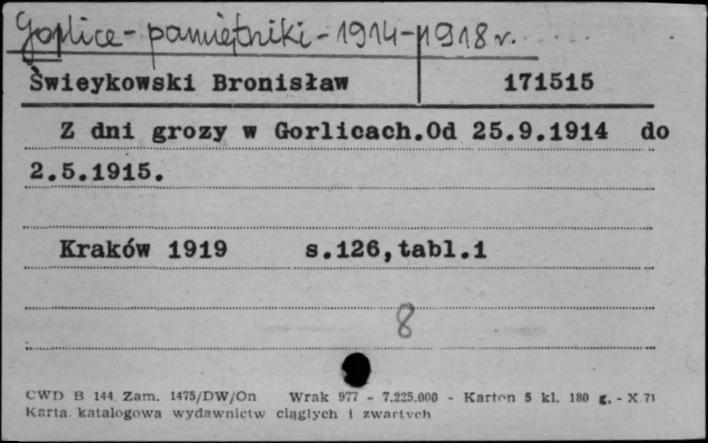 Gorlice - pamiętniki - 1914-1918 r.
Świeykowski Bronisław 171515
Z dni grozy w Gorlicach.Od 25.9.1914 do
2.5.1915.
Kraków 1919 s.126,tabl.1
8
CWD B 144. Zam. 1475/DW/On Wrak 977 - 7.225.000 - Karton 5 kl. 180 g. - X 71
Karta katalogowa wydawnictw ciągłych i zwartych